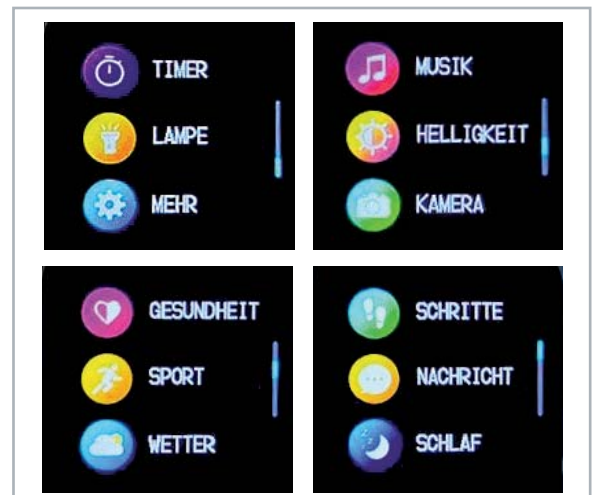 TIMER
LAMPE
MEHR
MUSIK
HELLIGKEIT
KAMERA
GESUNDHEIT
SPORT
WETTER
SCHRITTE
NACHRICHT
SCHLAF